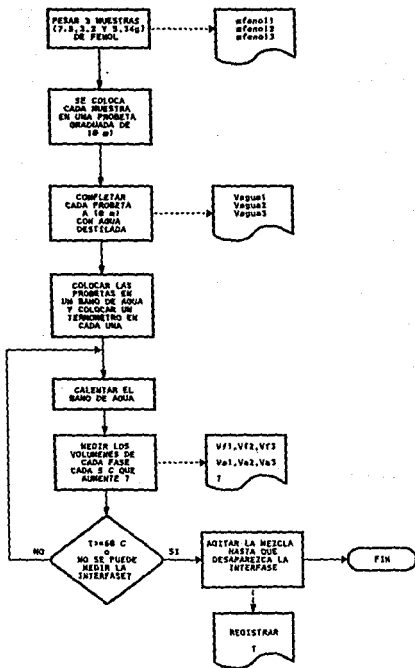 PESAR 3 MUESTRAS
(7.8,3.2 Y 5.34g)
DE FENOL
mfenol1
mfenol2
mfenol3
SE COLOCA
CADA MUESTRA
EN UNA PROBETA
GRADUADA DE
10 ml
COMPLETAR
CADA PROBETA
A 10 ml
CON AGUA
DESTILADA
Vagua1
Vagua2
Vagua3
COLOCAR LAS
PROBETAS EN
UN BANO DE AGUA
Y COLOCAR UN
TERMOMETRO EN
CADA UNA
CALENTAR EL
BANO DE AGUA
MEDIR LOS
VOLUMENES DE
CADA FASE
CADA 5 C QUE
AUMENTE T
Vf1,Vf2,Vf3
Va1,Va2,Va3
T
T>=60 C
o
NO SE PUEDE
MEDIR LA
INTERFASE?
NO
SI
AGITAR LA MEZCLA
HASTA QUE
DESAPAREZCA LA
INTERFASE
FIN
REGISTRAR
T